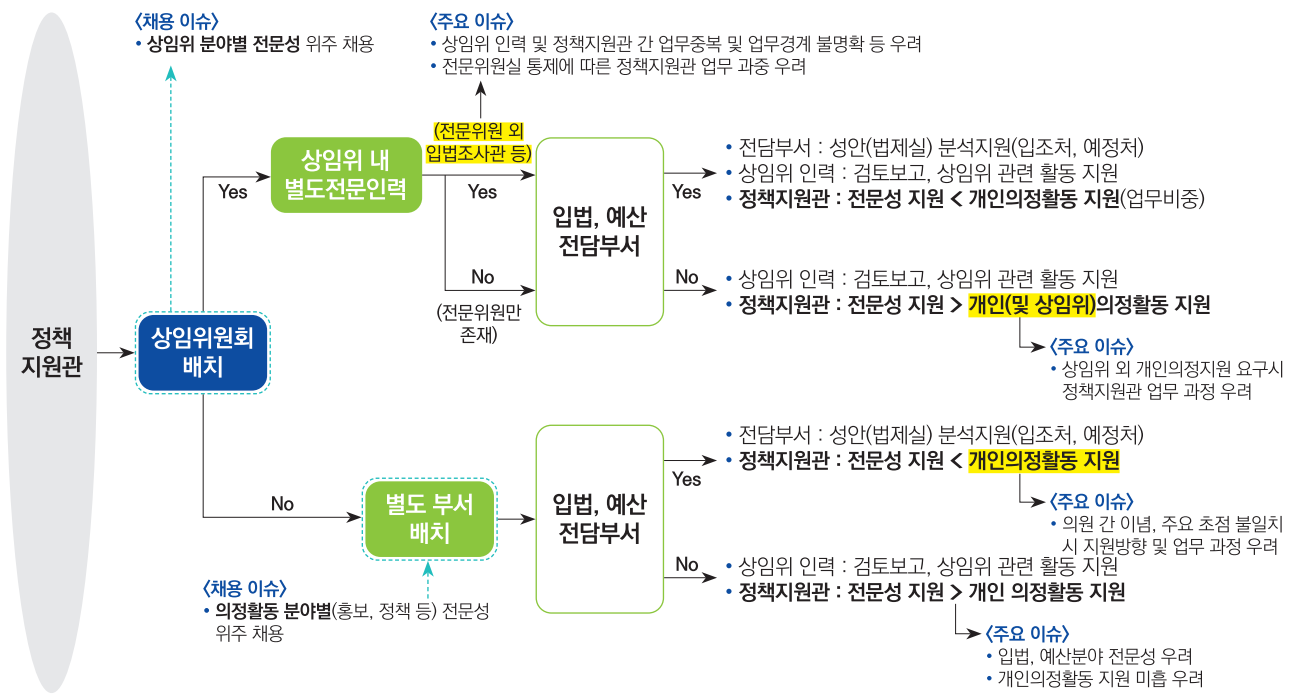 〈채용 이슈〉
• 상임위 분야별 전문성 위주 채용
〈주요 이슈〉
• 상임위 인력 및 정책지원관 간 업무중복 및 업무경계 불명확 등 우려
• 전문위원실 통제에 따른 정책지원관 업무 과중 우려
(전문위원 외
입법조사관 등)
상임위 내
별도전문인력
Yes
Yes
No
(전문위원만
존재)
입법, 예산
전담부서
Yes
• 전담부서 : 성안(법제실) 분석지원(입조처, 예정처)
• 상임위 인력 : 검토보고, 상임위 관련 활동 지원
• 정책지원관 : 전문성 지원 < 개인의정활동 지원(업무비중)
No
• 상임위 인력 : 검토보고, 상임위 관련 활동 지원
• 정책지원관 : 전문성 지원 > 개인(및 상임위)의정활동 지원
〈주요 이슈〉
• 상임위 외 개인의정지원 요구시
정책지원관 업무 과정 우려
정책
지원관
상임위원회
배치
No
별도 부서
배치
〈채용 이슈〉
• 의정활동 분야별(홍보, 정책 등) 전문성
위주 채용
입법, 예산
전담부서
Yes
• 전담부서 : 성안(법제실) 분석지원(입조처, 예정처)
• 정책지원관 : 전문성 지원 < 개인의정활동 지원
〈주요 이슈〉
• 의원 간 이념, 주요 초점 불일치
시 지원방향 및 업무 과정 우려
No
• 상임위 인력 : 검토보고, 상임위 관련 활동 지원
• 정책지원관 : 전문성 지원 > 개인 의정활동 지원
〈주요 이슈〉
• 입법, 예산분야 전문성 우려
• 개인의정활동 지원 미흡 우려